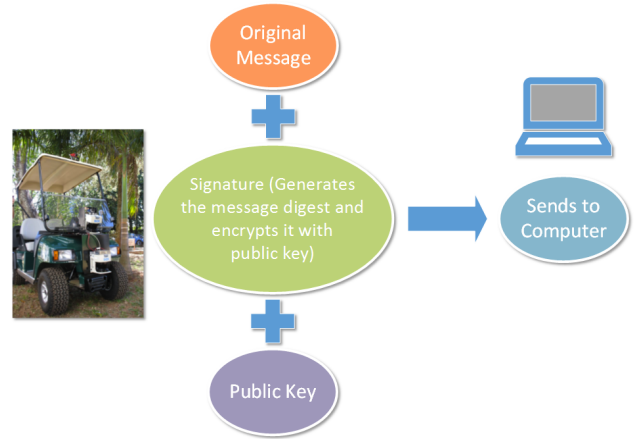 Original
Message
Signature (Generates
the message digest and
encrypts it with
public key)
Sends to
Computer
Public Key